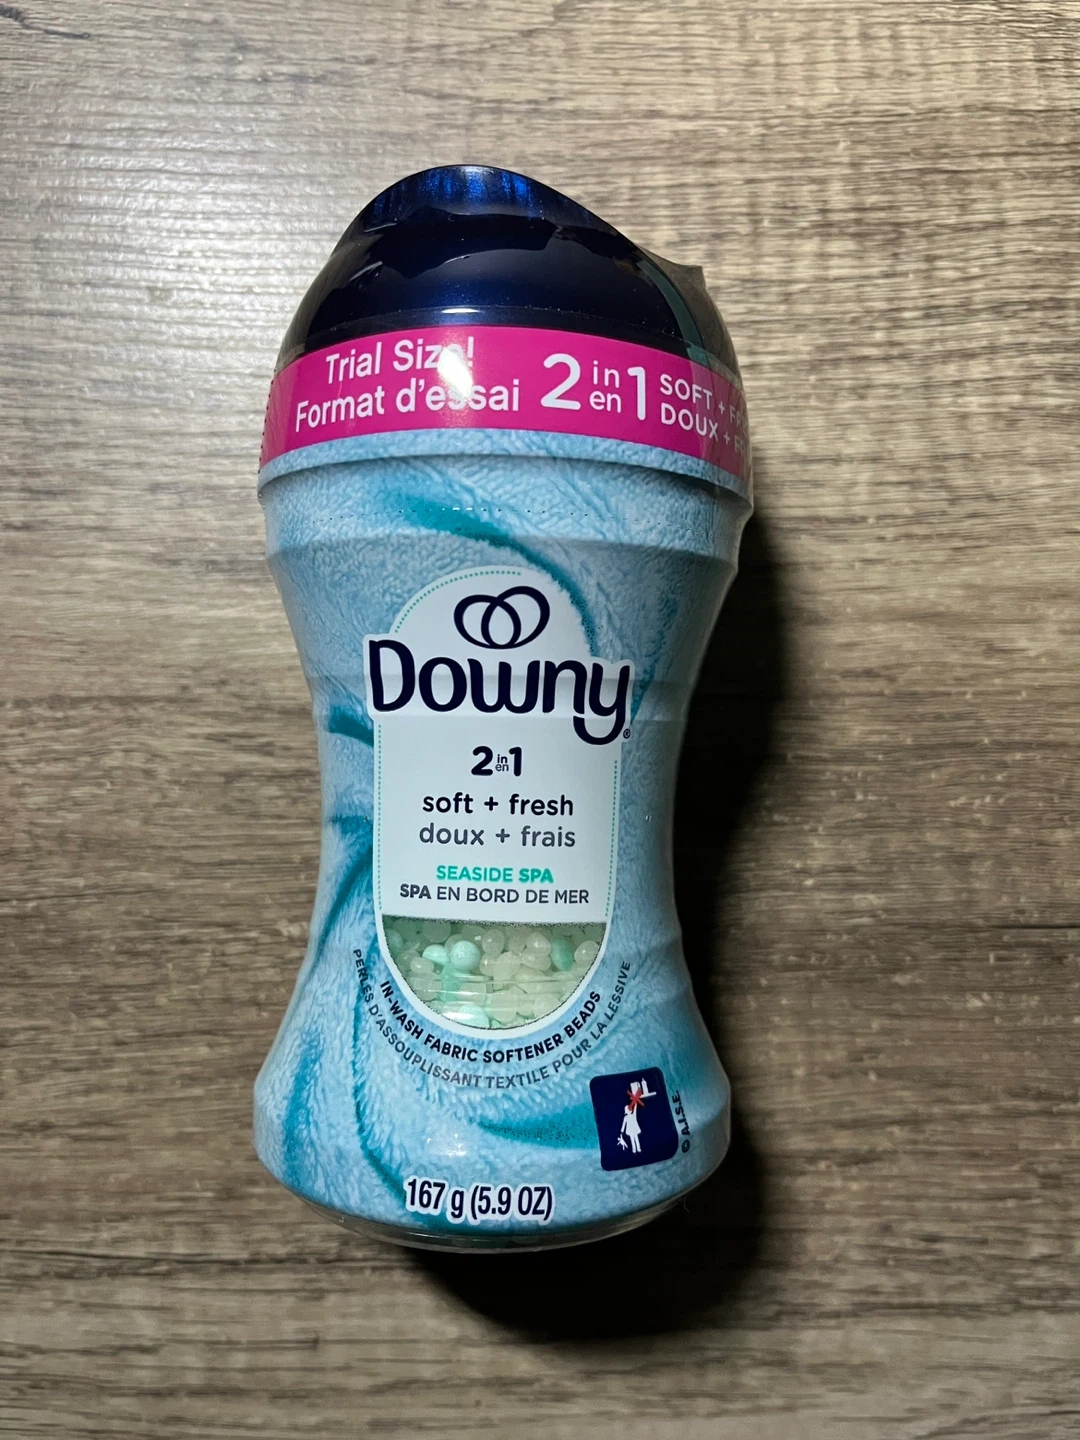 Trial Size!
Format d'essai
2 in en 1
SOFT +
DOUX +
Downy®
2 in en 1
soft + fresh
doux + frais
SEASIDE SPA
SPA EN BORD DE MER
IN-WASH FABRIC SOFTENER BEADS
PERLES D'ASSOUPLISSANT TEXTILE POUR LA LESSIVE
© A.I.S.E.
167 g (5.9 OZ)